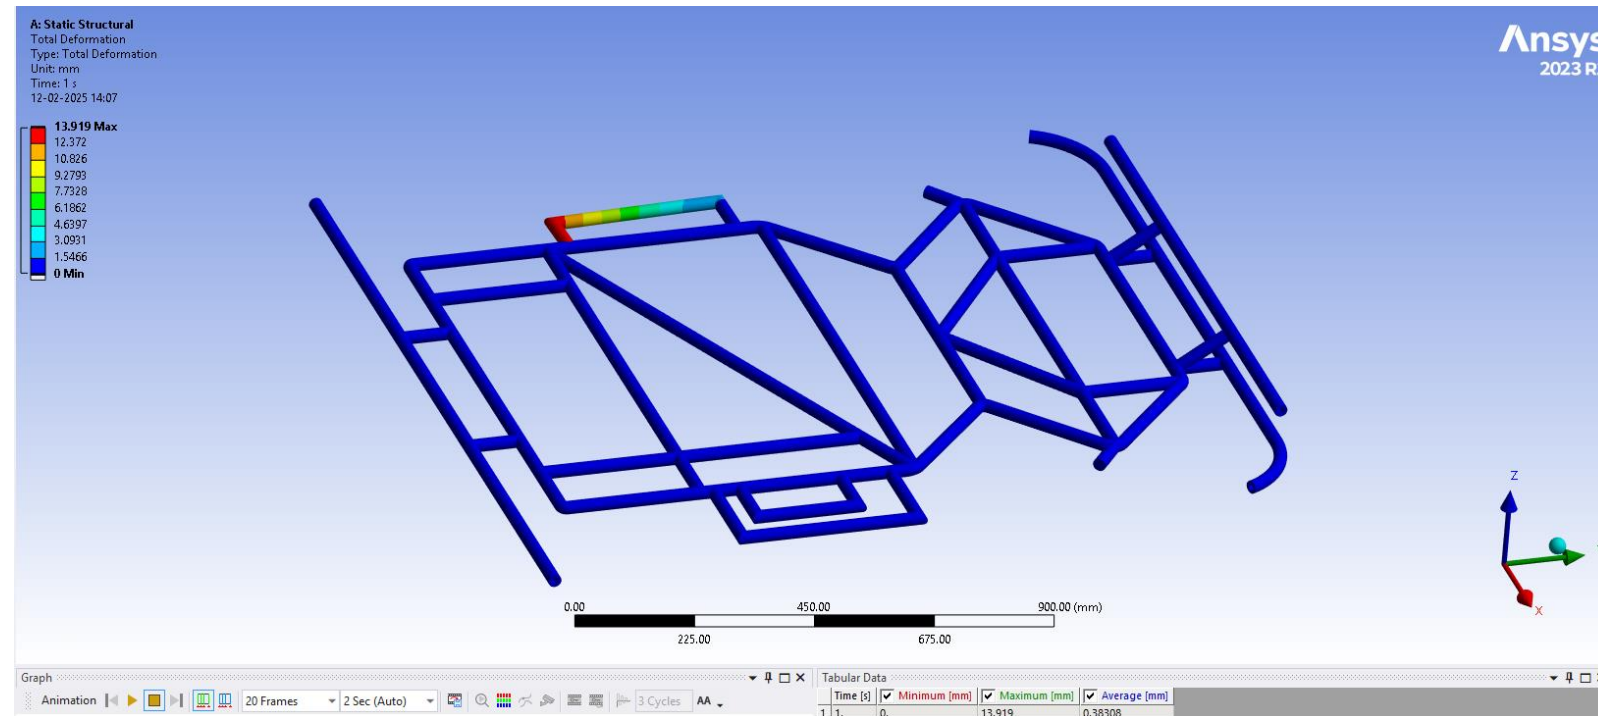 A: Static Structural
Total Deformation
Type: Total Deformation
Unit: mm
Time: 1 s
12-02-2025 14:07
13.919 Max
12.372
10.826
9.2793
7.7328
6.1862
4.6397
3.0931
1.5466
0 Min
Ansys
2023 R
0.00 450.00 900.00 (mm)
225.00 675.00
Z
X
Graph
Animation 20 Frames 2 Sec (Auto) 3 Cycles AA
Tabular Data
Time [s] Minimum [mm] Maximum [mm] Average [mm]
1 1. 0. 13.919 0.38308